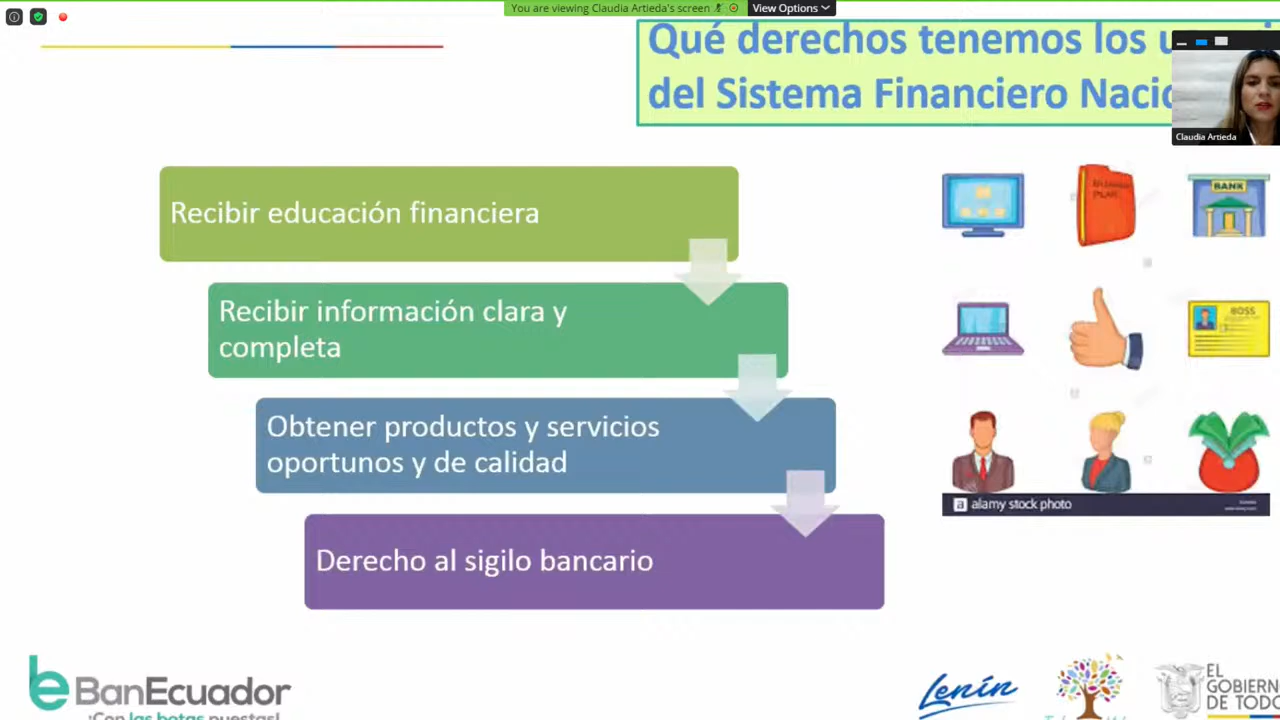 You are viewing Claudia Artieda's screen
View Options
Qué derechos tenemos los
del Sistema Financiero
Claudia Artieda
Recibir educación financiera
Recibir información clara y
completa
Obtener productos y servicios
oportunos y de calidad
Derecho al sigilo bancario
BUSINESS
PLAN
BANK
BOSS
a alamy stock photo
BanEcuador
¡Con las botas puestas!
Lenín
EL
GOBIERN
DE TODO